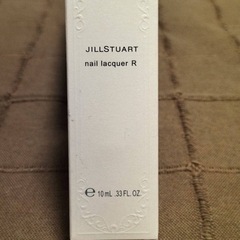 JILLSTUART
nail lacquer R
℮ 10 mL .33 FL. OZ.